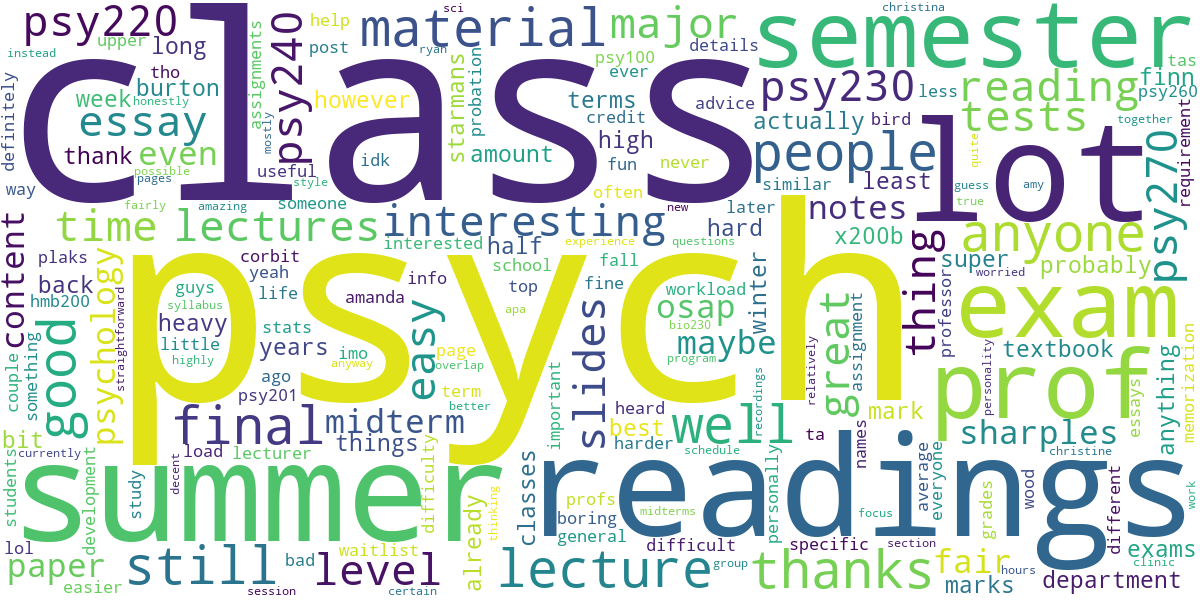 psy220
class
psy240
help
post
sci
ryan
material
major
details
christina
semester
instead
upper
long
tho
assignments
mostly
psy100
ever
tas
definitely
week
honestly
burton
however
starmans
probation
terms
credit
advice
psy230
less
reading
finn
psy260
essay
thank
even
possible
pages
useful
idk
amount
high
fun
never
actually
bird
tests
together
people
lot
quite
requirement
way
fairly
style
amazing
someone
often
similar
new
later
least
guess
true
amy
psy270
time
lectures
interesting
hard
notes
content
plaks
back
hmb200
psychology
straightforward
corbit
yeah
life
guys
syllabus
interested
half
experience
school
top
fall
fine
questions
winter
x200b
thing
professor
super
worried
anyone
probably
psych
heavy
little
highly
stats
years
ago
psy201
amanda
info
imo
anyway
easy
page
overlap
term
better
apa
slides
workload
bio230
osap
program
maybe
relatively
great
assignment
exam
textbook
personality
couple
something
good
important
heard
best
harder
well
schedule
recordings
ta
names
mark
prof
sharples
essays
anything
memorization
bit
students
currently
final
midterm
things
load
lecturer
decent
development
study
summer
difficulty
already
thinking
classes
readings
profs
boring
general
midterms
personally
focus
average
everyone
christine
grades
wood
different
work
lol
paper
easier
still
session
bad
level
waitlist
certain
lecture
difficult
group
specific
section
thanks
fair
marks
hours
department
exams
clinic